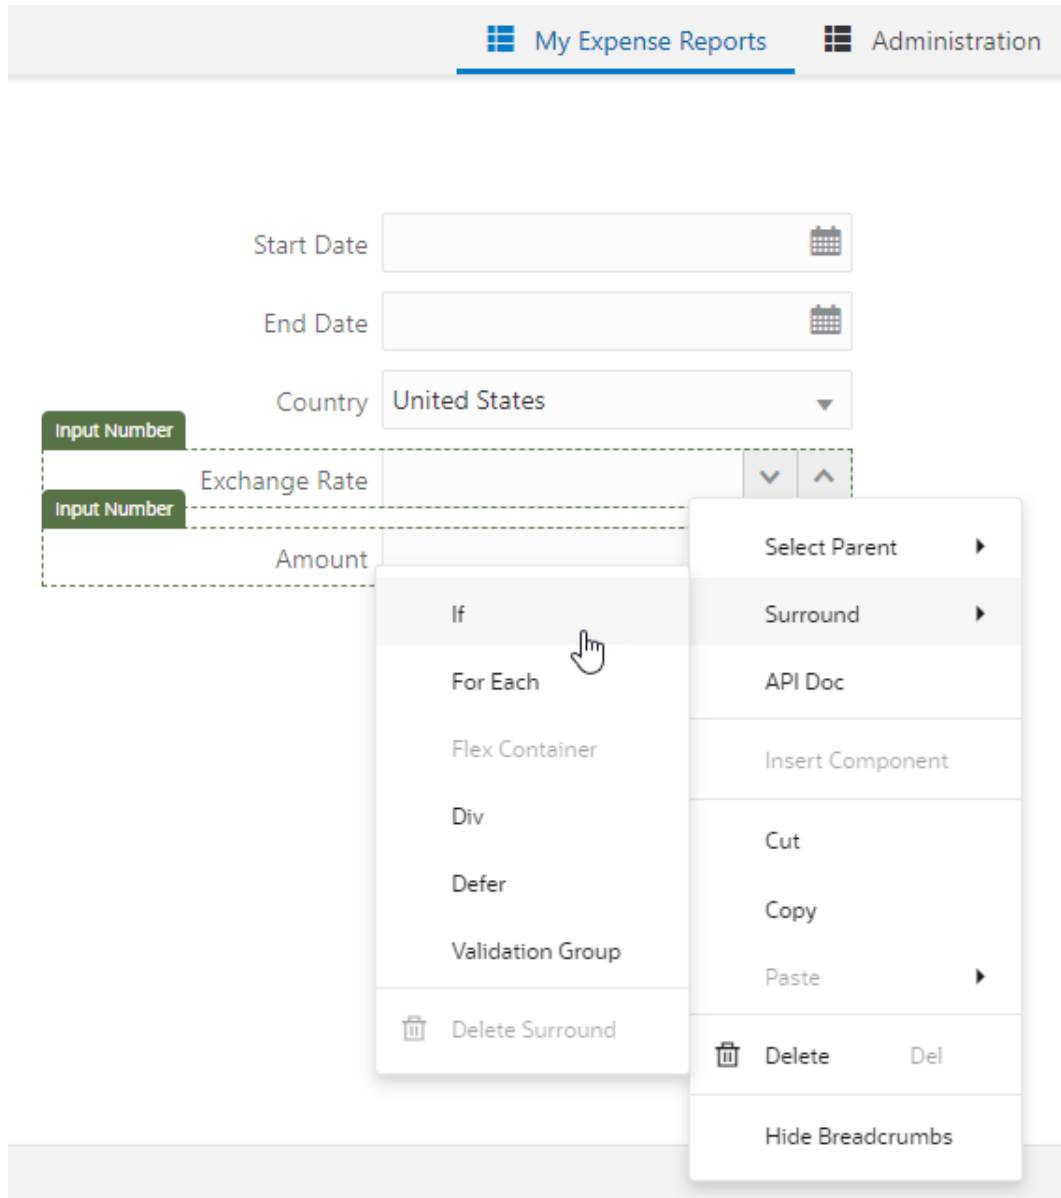 My Expense Reports Administration
Start Date
End Date
Country United States
Input Number
Exchange Rate
Input Number
Amount
Select Parent
Surround
API Doc
Insert Component
Cut
Copy
Paste
Delete Del
Hide Breadcrumbs
If
For Each
Flex Container
Div
Defer
Validation Group
Delete Surround